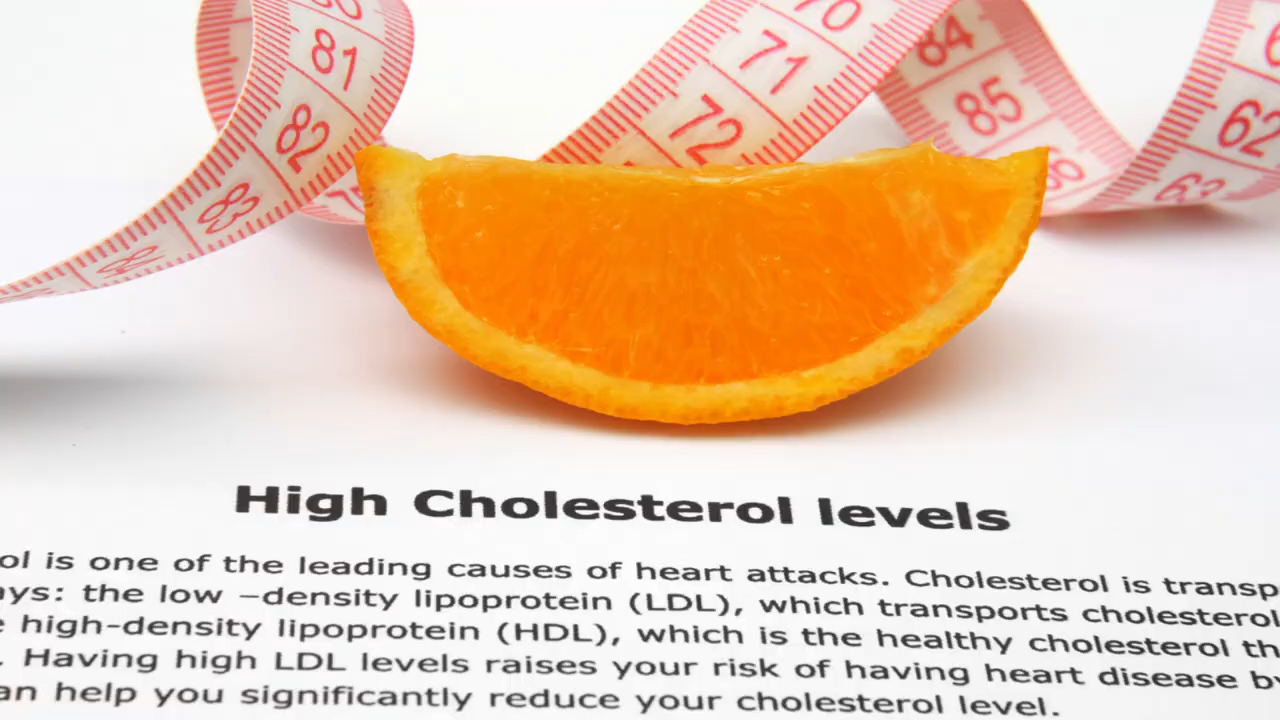 81
82
83
70
71
72
84
85
62
63
High Cholesterol levels
ol is one of the leading causes of heart attacks. Cholesterol is transp
ays: the low –density lipoprotein (LDL), which transports cholesterol
e high-density lipoprotein (HDL), which is the healthy cholesterol th
. Having high LDL levels raises your risk of having heart disease by
an help you significantly reduce your cholesterol level.